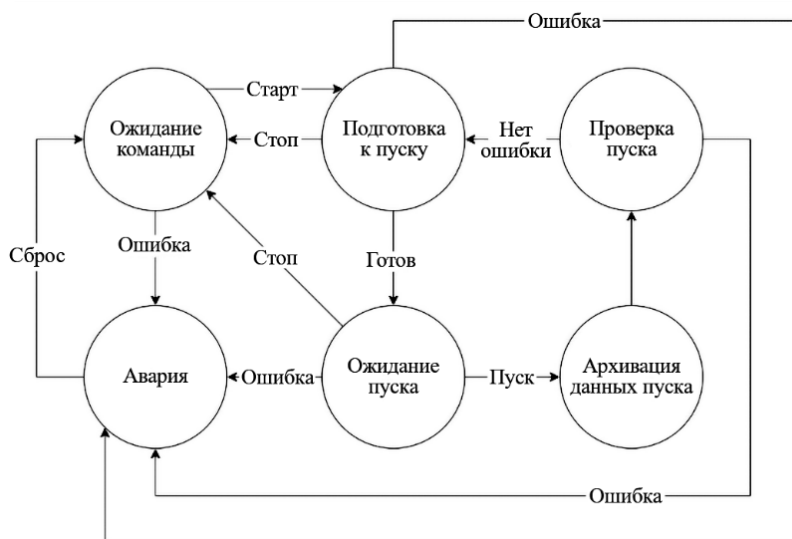 Ошибка
Старт
Ожидание
команды
Стоп
Подготовка
к пуску
Нет
ошибки
Проверка
пуска
Сброс
Ошибка
Стоп
Готов
Авария
Ошибка
Ожидание
пуска
Пуск
Архивация
данных пуска
Ошибка